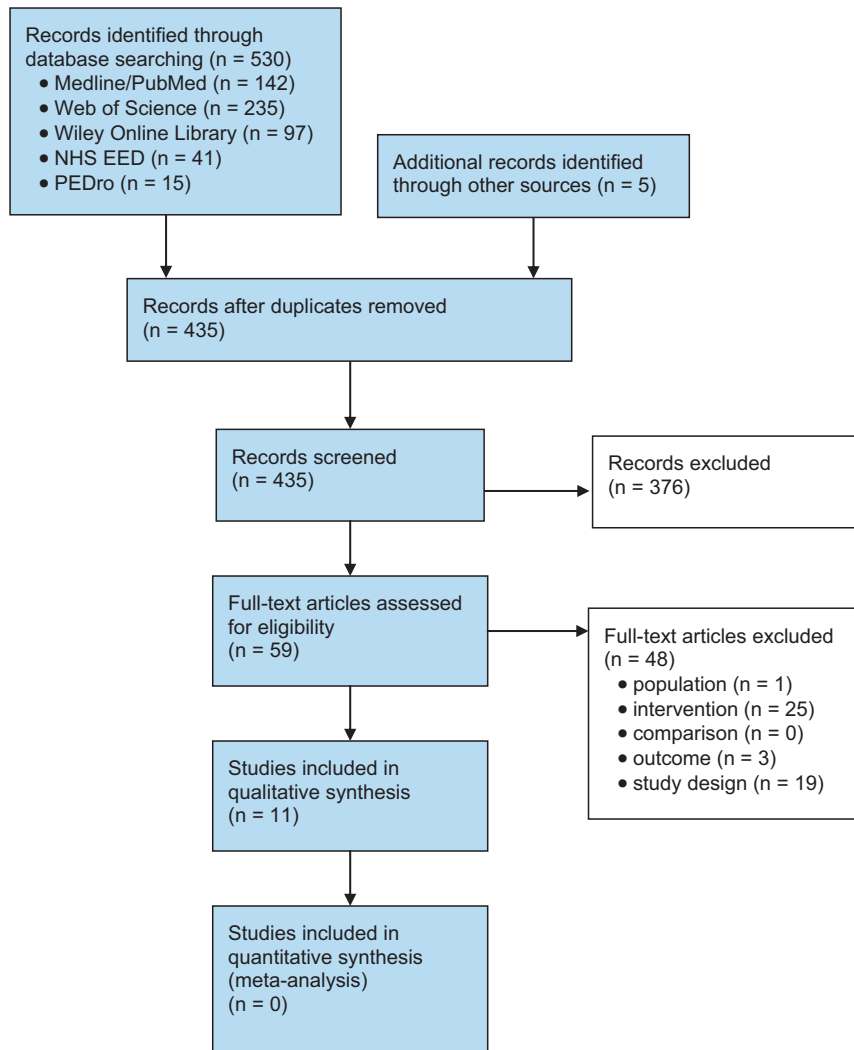 Records identified through
database searching (n = 530)
• Medline/PubMed (n = 142)
• Web of Science (n = 235)
• Wiley Online Library (n = 97)
• NHS EED (n = 41)
• PEDro (n = 15)
Additional records identified
through other sources (n = 5)
Records after duplicates removed
(n = 435)
Records screened
(n = 435)
Records excluded
(n = 376)
Full-text articles assessed
for eligibility
(n = 59)
Full-text articles excluded
(n = 48)
• population (n = 1)
• intervention (n = 25)
• comparison (n = 0)
• outcome (n = 3)
• study design (n = 19)
Studies included in
qualitative synthesis
(n = 11)
Studies included in
quantitative synthesis
(meta-analysis)
(n = 0)